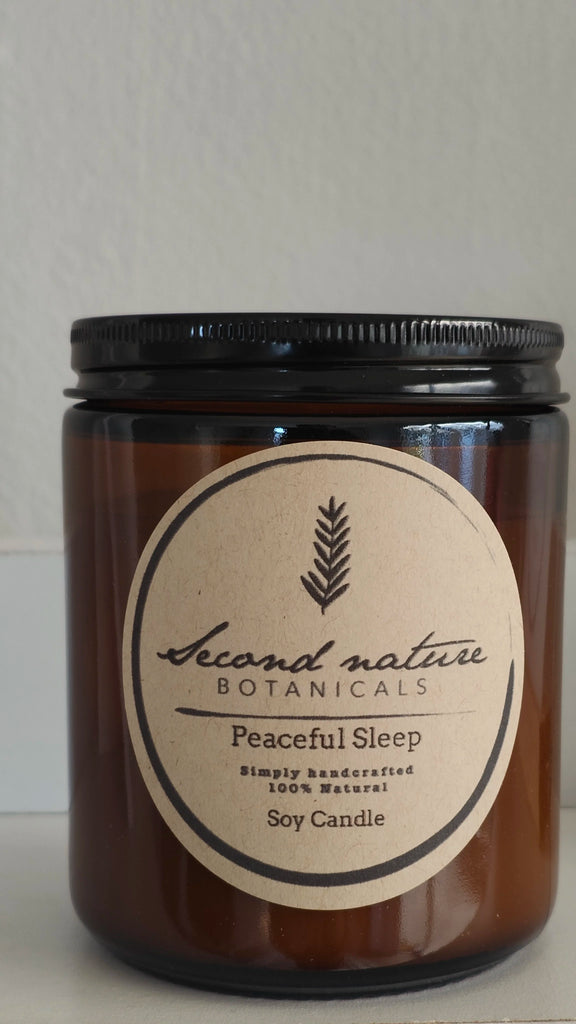 Second nature
BOTANICALS
Peaceful Sleep
Simply handcrafted
100% Natural
Soy Candle